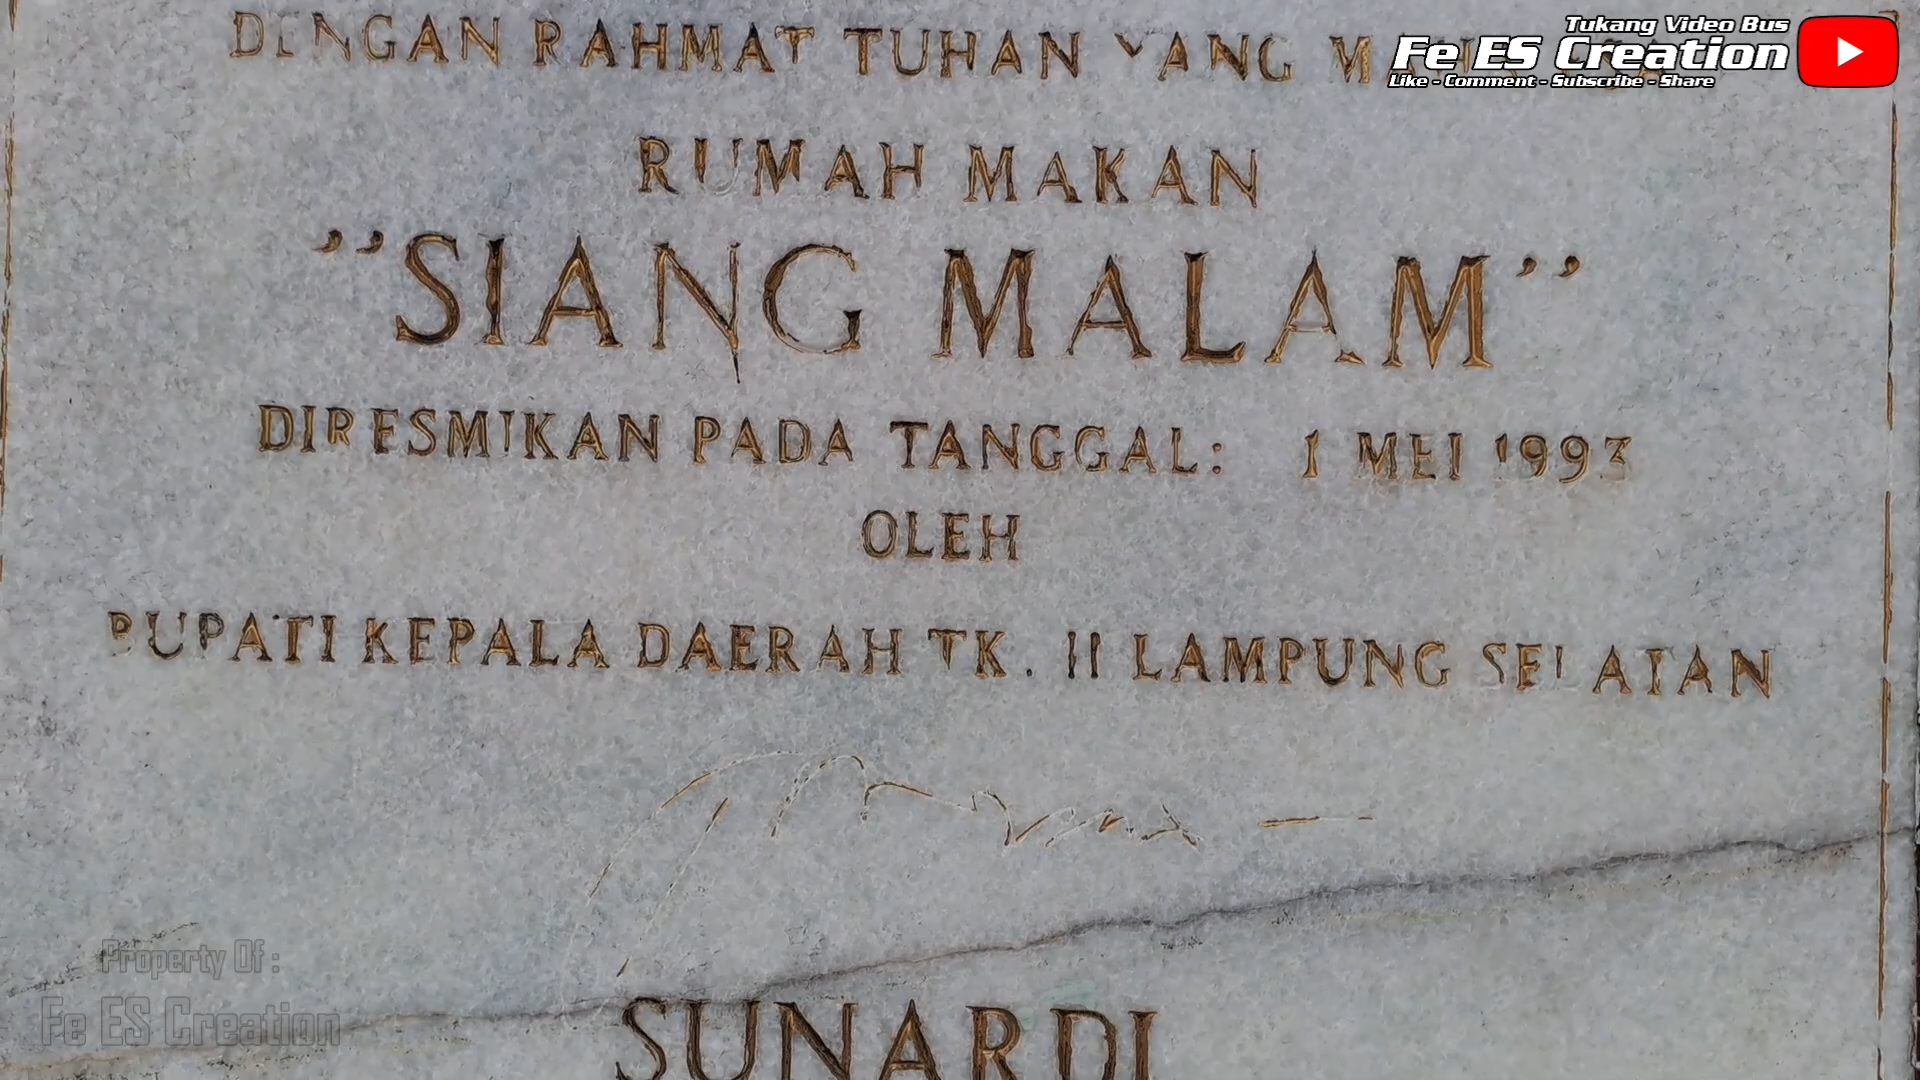 Tukang Video Bus
Fe ES Creation
Like - Comment - Subscribe - Share
DENGAN RAHMAT TUHAN YANG
RUMAH MAKAN
"SIANG MALAM"
DIRESMIKAN PADA TANGGAL: 1 MEI 1993
OLEH
BUPATI KEPALA DAERAH TK. II LAMPUNG SELATAN
Property Of :
Fe ES Creation
SUNARDI